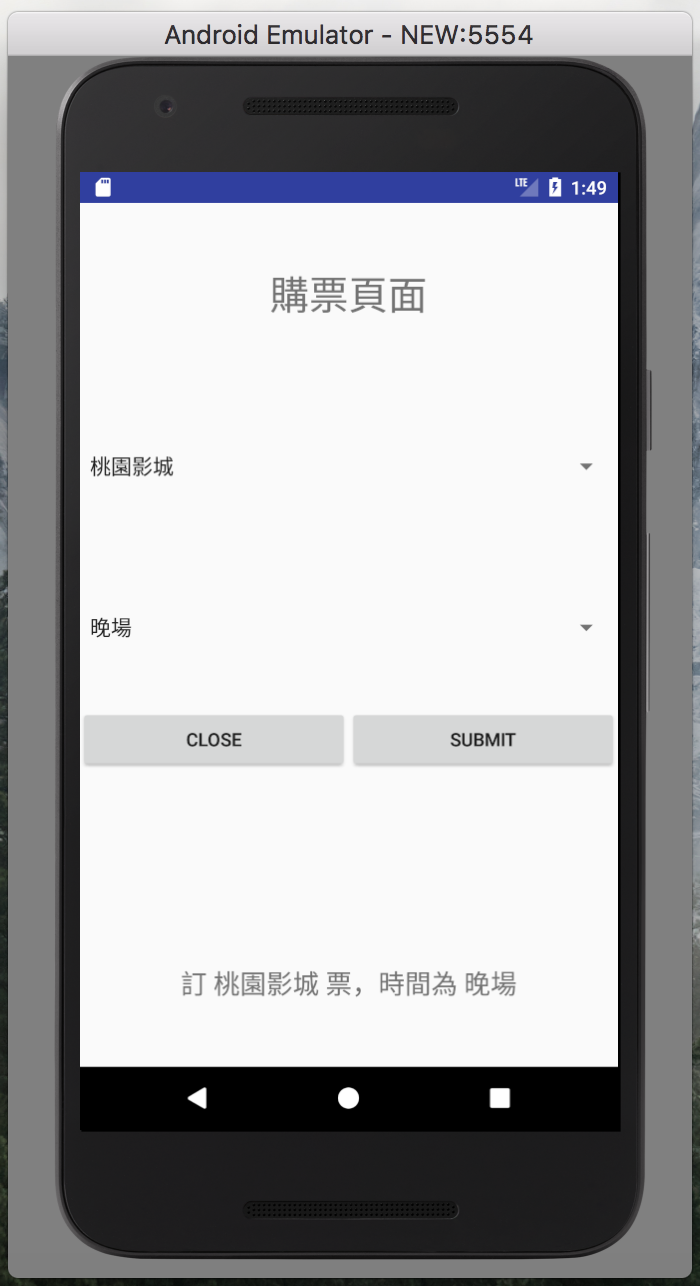 Android Emulator - NEW:5554
LTE 1:49
購票頁面
桃園影城
晚場
CLOSE SUBMIT
訂 桃園影城 票，時間為 晚場